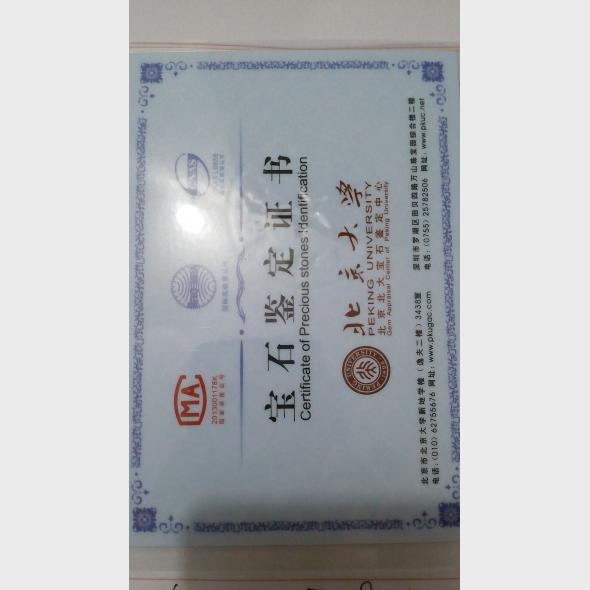 MA
2013001176K
CNAS
宝石鉴定证书
Certificate of Precious stones Identification
北京大学
PEKING UNIVERSITY
北京北大宝石鉴定中心
Gem Appraisal Center of Peking University
北京市北京大学新地学楼(逸夫二楼)3438室
电话:(010)62755676 网址:www.pkugac.com
深圳市罗湖区田贝四路万山珠宝园综合楼二楼
电话:(0755)25782506 网址:www.pkuc.net